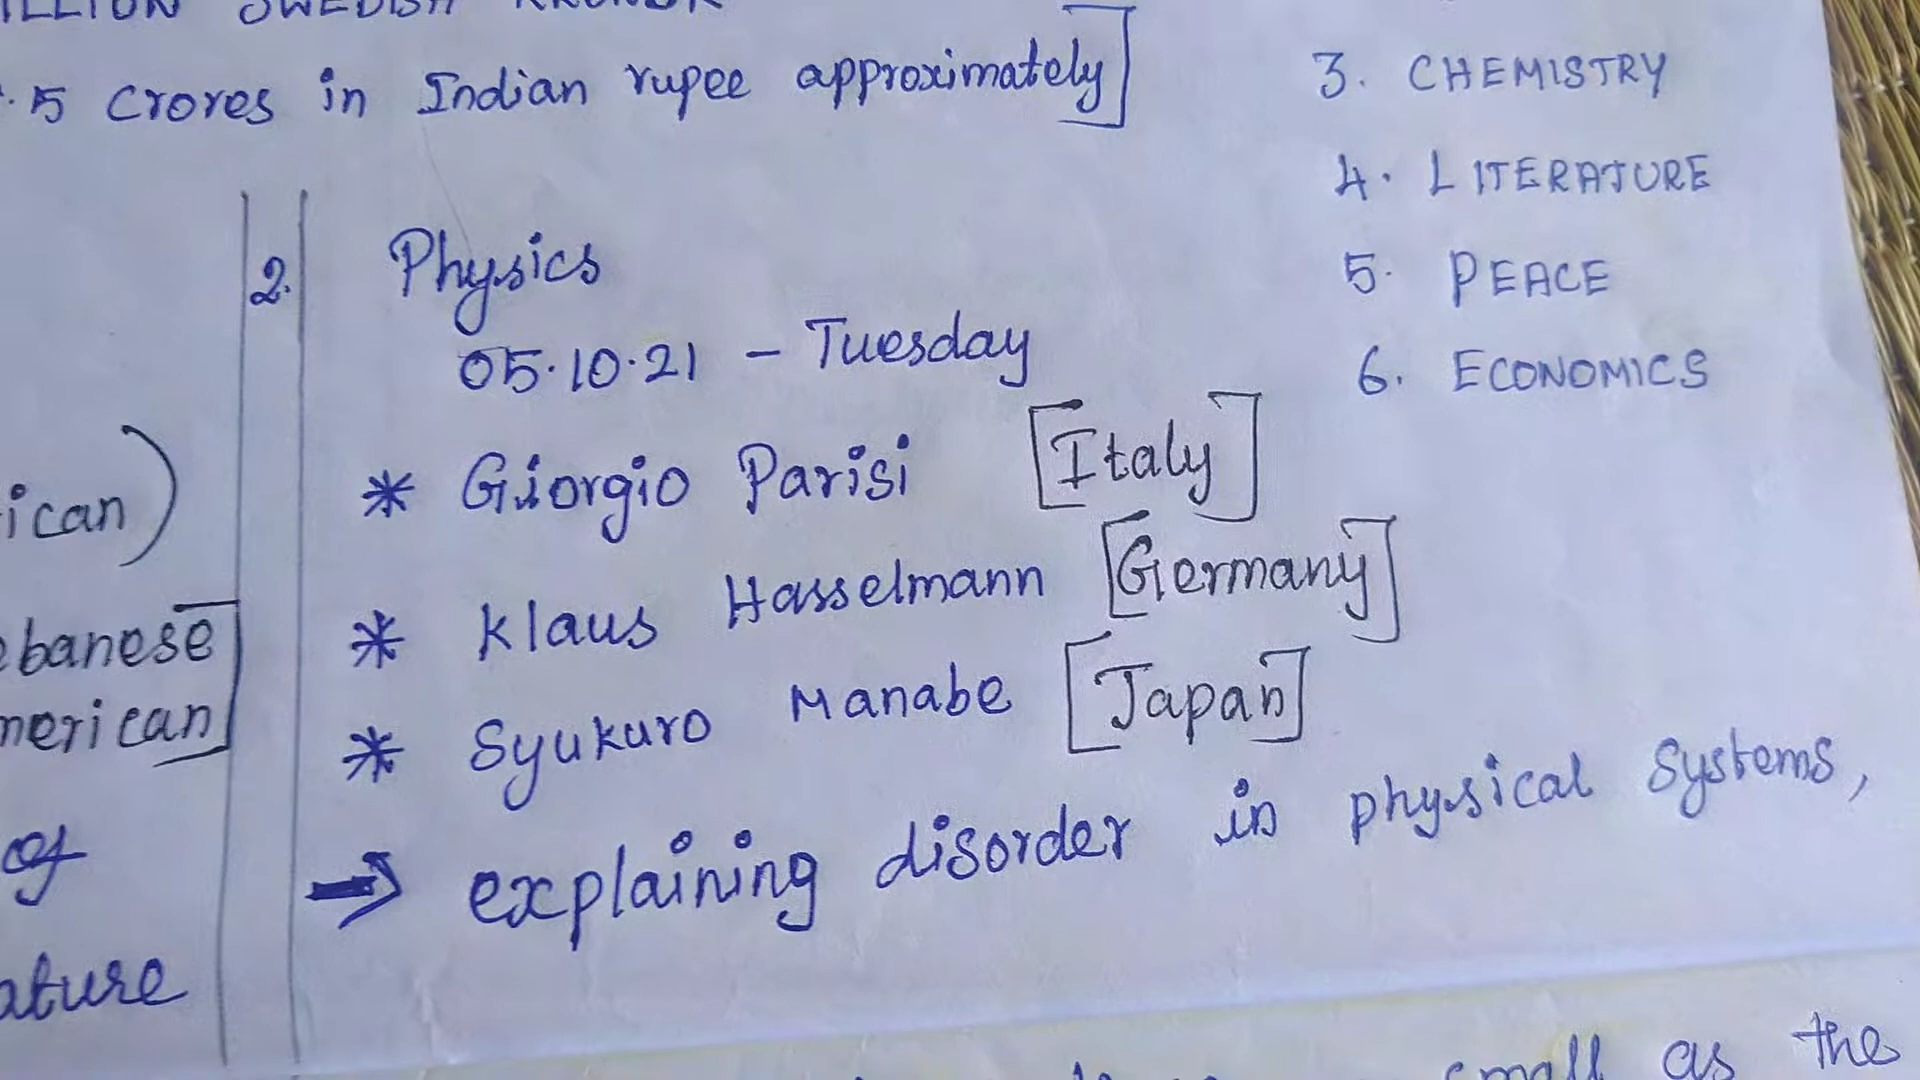 SWEDISH
5 crores in Indian rupee approximately]
3. CHEMISTRY
4. LITERATURE
5. PEACE
6. ECONOMICS
2. Physics
05.10.21 - Tuesday
* Giorgio Parisi [Italy]
* Klaus Hasselmann [Germany]
* Syukuro Manabe [Japan]
→ explaining disorder in physical systems,
ican)
banese]
merican]
of
ature
small as the